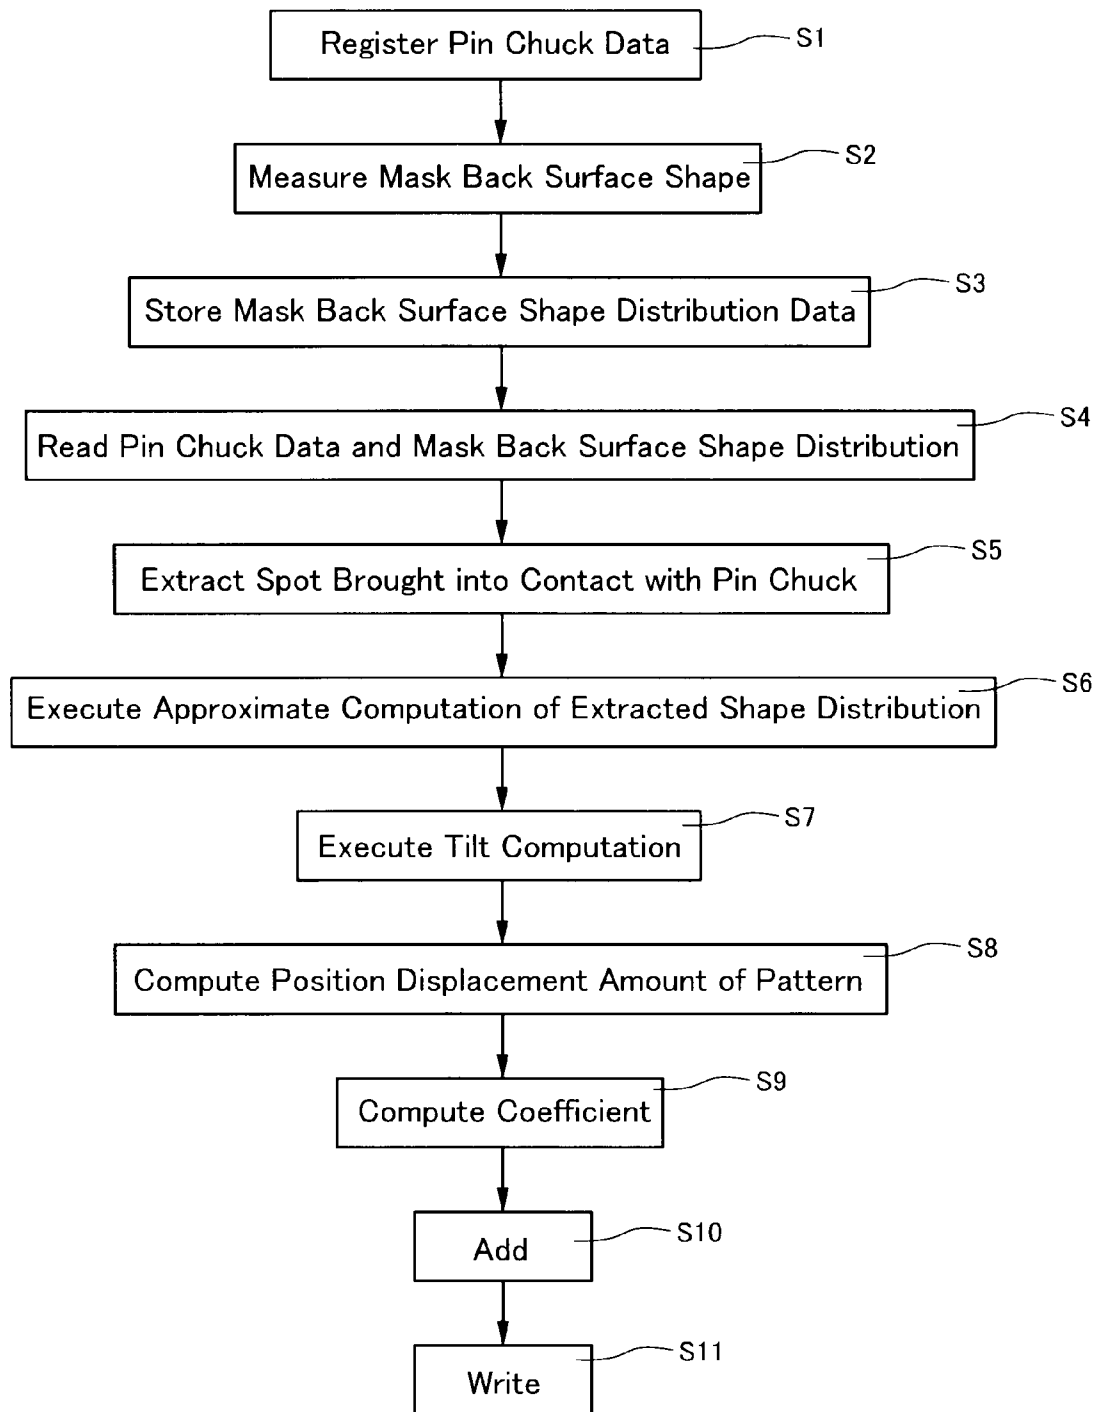 Register Pin Chuck Data
S1
Measure Mask Back Surface Shape
S2
Store Mask Back Surface Shape Distribution Data
S3
Read Pin Chuck Data and Mask Back Surface Shape Distribution
S4
Extract Spot Brought into Contact with Pin Chuck
S5
Execute Approximate Computation of Extracted Shape Distribution
S6
Execute Tilt Computation
S7
Compute Position Displacement Amount of Pattern
S8
Compute Coefficient
S9
Add
S10
Write
S11